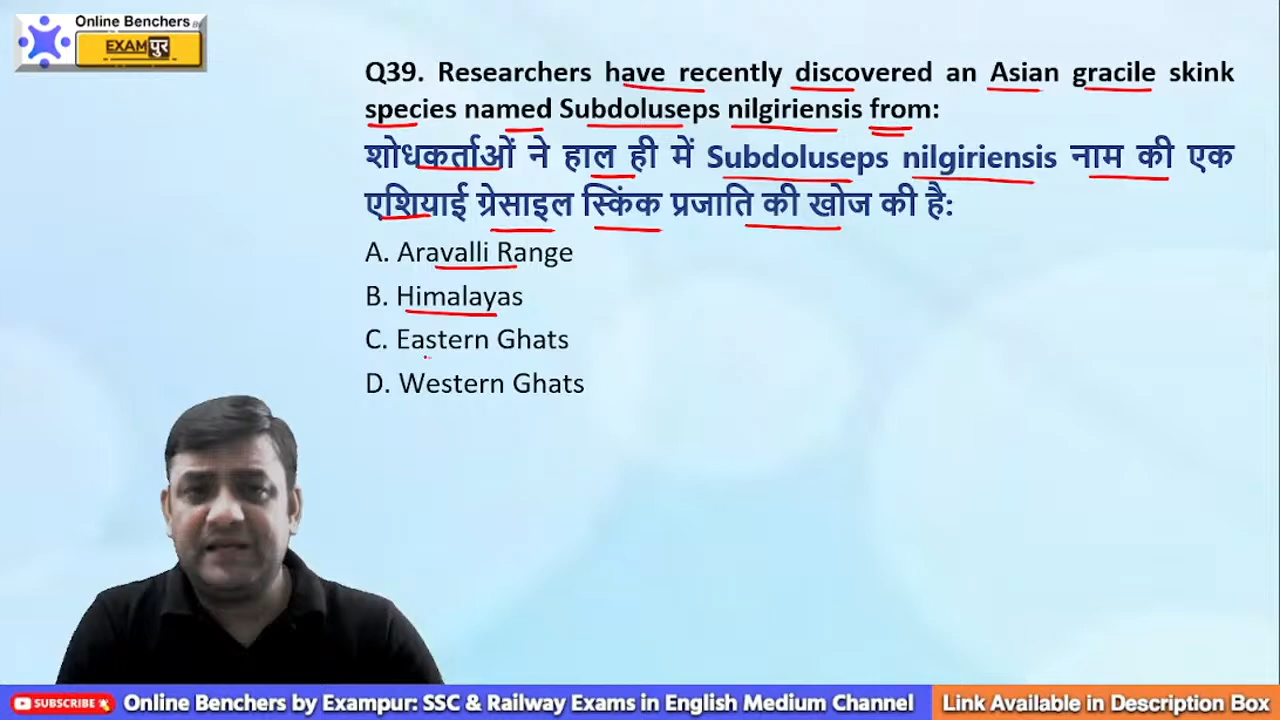 Online Benchers By
EXAMपुर
Q39. Researchers have recently discovered an Asian gracile skink
species named Subdoluseps nilgiriensis from:
शोधकर्ताओं ने हाल ही में Subdoluseps nilgiriensis नाम की एक
एशियाई ग्रेसाइल स्किंक प्रजाति की खोज की है:
A. Aravalli Range
B. Himalayas
C. Eastern Ghats
D. Western Ghats
SUBSCRIBE Online Benchers by Exampur: SSC & Railway Exams in English Medium Channel Link Available in Description Box